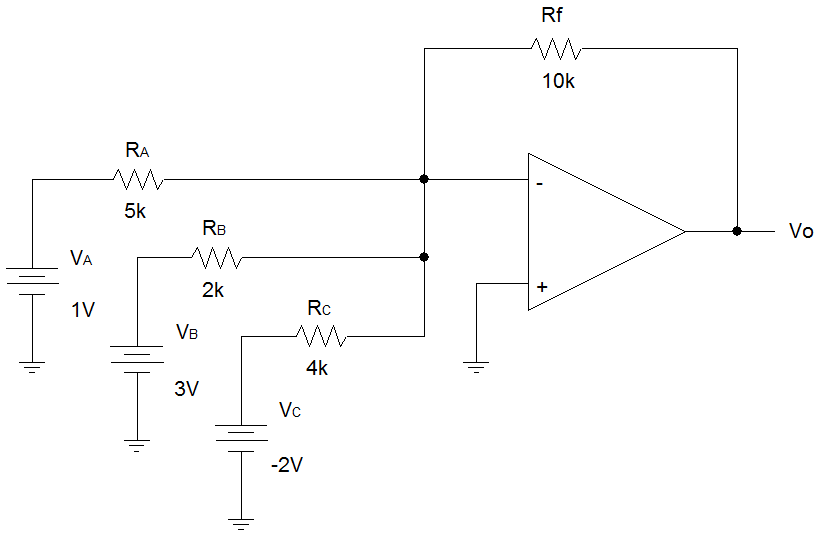 Rf
10k
RA
5k
-
RB
2k
Vo
VA
1V
+
RC
4k
VB
3V
VC
-2V